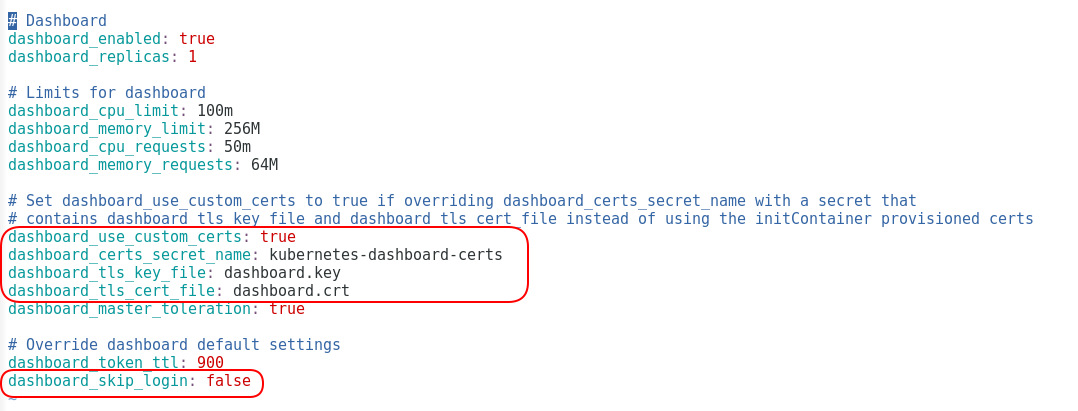 # Dashboard
dashboard_enabled: true
dashboard_replicas: 1
# Limits for dashboard
dashboard_cpu_limit: 100m
dashboard_memory_limit: 256M
dashboard_cpu_requests: 50m
dashboard_memory_requests: 64M
# Set dashboard_use_custom_certs to true if overriding dashboard_certs_secret_name with a secret that
# contains dashboard_tls_key_file and dashboard_tls_cert_file instead of using the initContainer provisioned certs
dashboard_use_custom_certs: true
dashboard_certs_secret_name: kubernetes-dashboard-certs
dashboard_tls_key_file: dashboard.key
dashboard_tls_cert_file: dashboard.crt
dashboard_master_toleration: true
# Override dashboard default settings
dashboard_token_ttl: 900
dashboard_skip_login: false
~